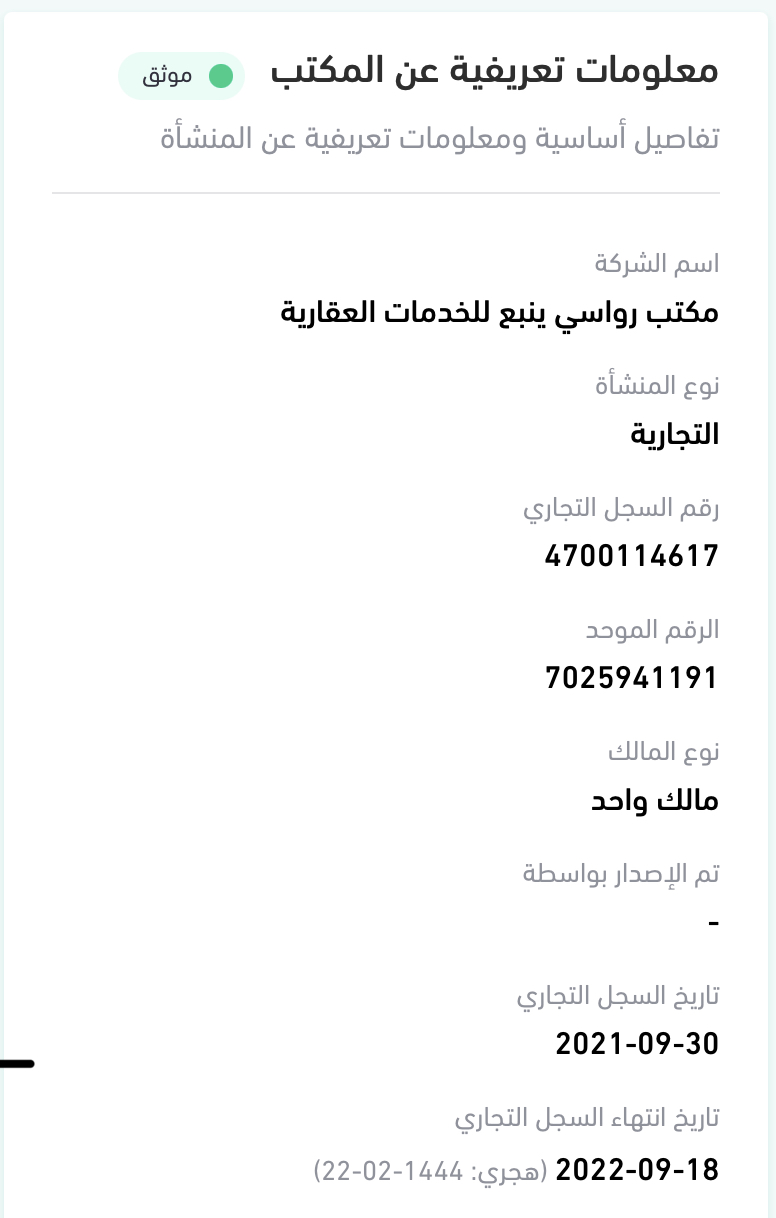 معلومات تعريفية عن المكتب موثق
تفاصيل أساسية ومعلومات تعريفية عن المنشأة
اسم الشركة
مكتب رواسي ينبع للخدمات العقارية
نوع المنشأة
التجارية
رقم السجل التجاري
4700114617
الرقم الموحد
7025941191
نوع المالك
مالك واحد
تم الإصدار بواسطة
-
تاريخ السجل التجاري
2021-09-30
تاريخ انتهاء السجل التجاري
2022-09-18 (هجري: 1444-02-22)